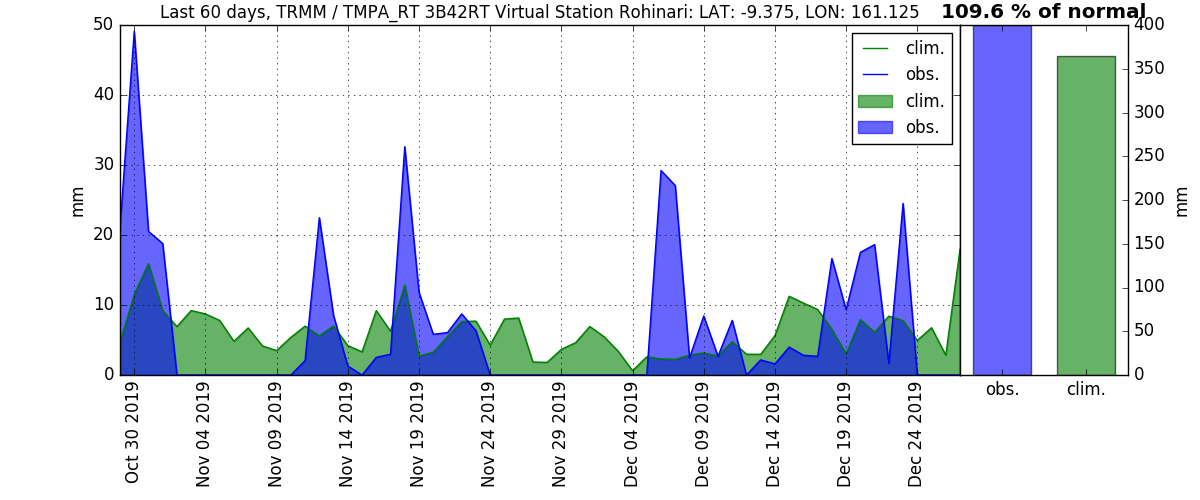 Last 60 days, TRMM / TMPA_RT 3B42RT Virtual Station Rohinari: LAT: -9.375, LON: 161.125
109.6 % of normal
50
40
30
20
10
0
mm
clim.
obs.
clim.
obs.
Oct 30 2019
Nov 04 2019
Nov 09 2019
Nov 14 2019
Nov 19 2019
Nov 24 2019
Nov 29 2019
Dec 04 2019
Dec 09 2019
Dec 14 2019
Dec 19 2019
Dec 24 2019
obs.
clim.
400
350
300
250
200
150
100
50
0
mm